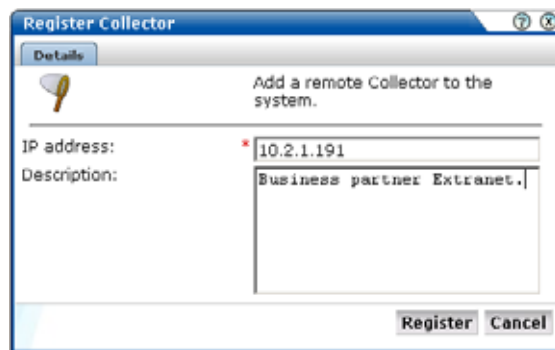 Register Collector
Details
Add a remote Collector to the
system.
IP address:
* 10.2.1.191
Description:
Business partner Extranet.
Register Cancel